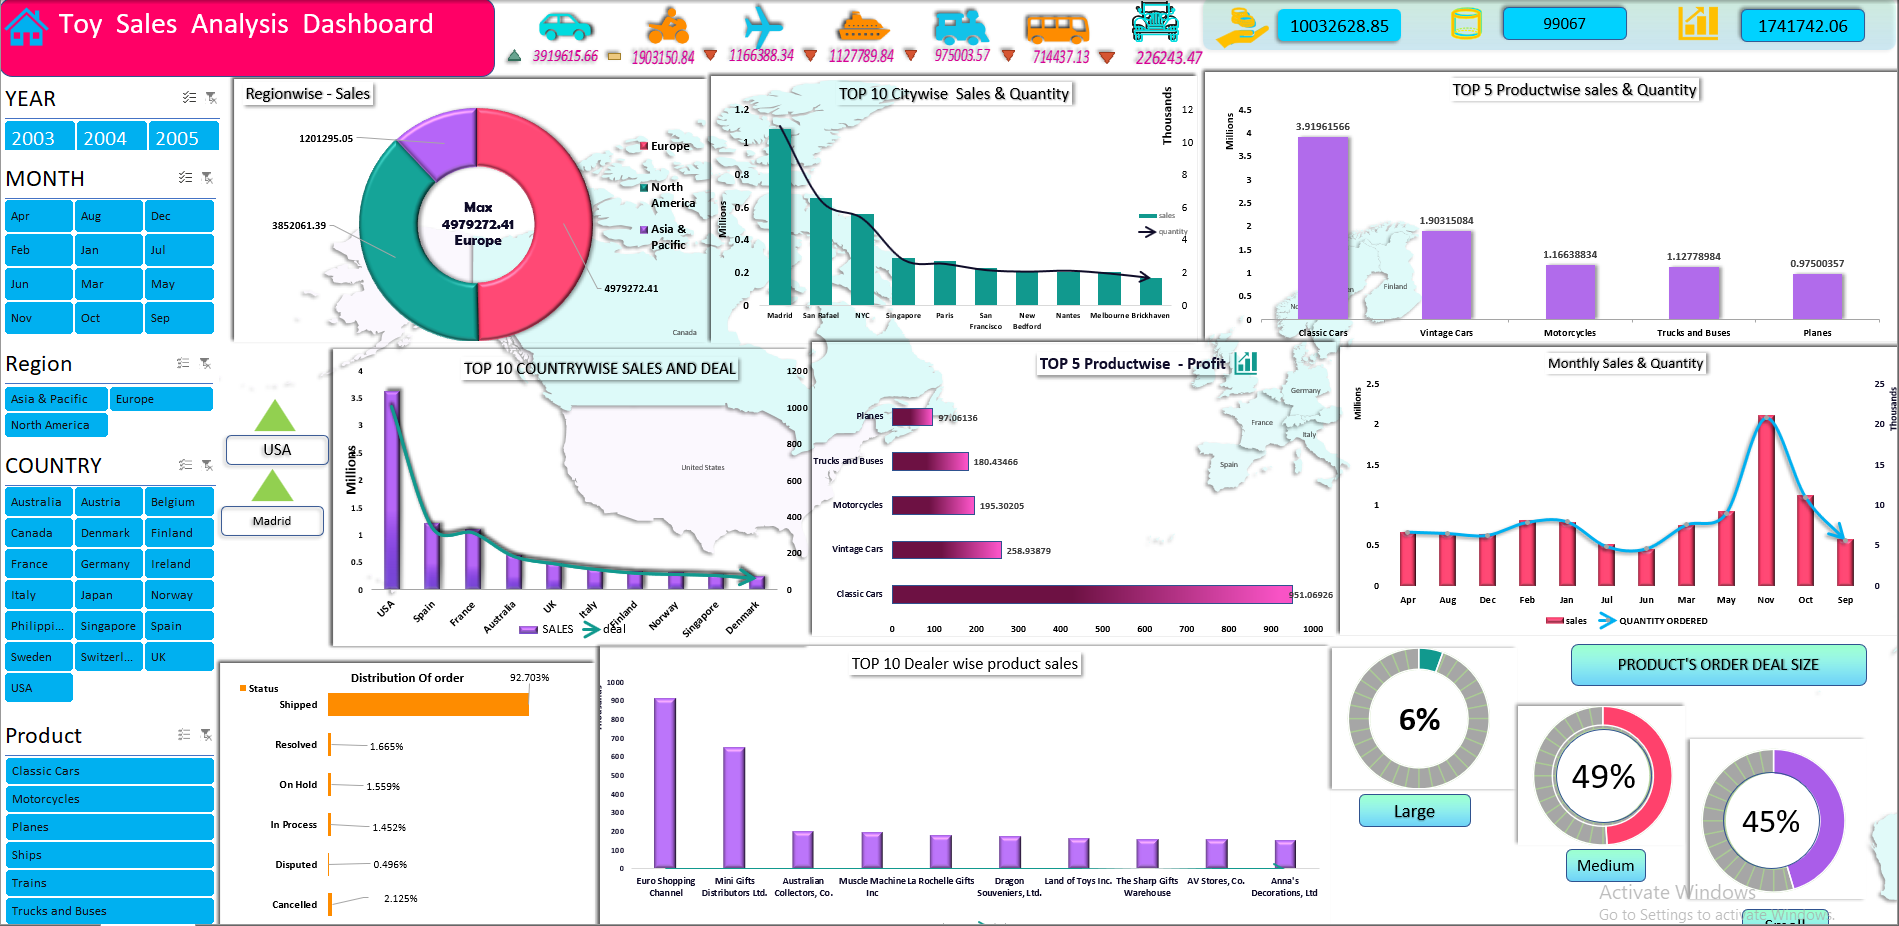 Toy Sales Analysis Dashboard
3919615.66
1903150.84
1166388.34
1127789.84
975003.57
714437.13
226243.47
10032628.85
99067
1741742.06
YEAR
2003 2004 2005
MONTH
Apr Aug Dec
Feb Jan Jul
Jun Mar May
Nov Oct Sep
Region
Asia & Pacific Europe
North America
COUNTRY
Australia Austria Belgium
Canada Denmark Finland
France Germany Ireland
Italy Japan Norway
Philippi... Singapore Spain
Sweden Switzerl... UK
USA
Product
Classic Cars
Motorcycles
Planes
Ships
Trains
Trucks and Buses
USA
Madrid
Regionwise - Sales
1201295.05
3852061.39
4979272.41
Max
4979272.41
Europe
Europe
North
America
Asia &
Pacific
TOP 10 Citywise Sales & Quantity
Millions
Thousands
1.2
1
0.8
0.6
0.4
0.2
0
12
10
8
6
4
2
0
sales
quantity
Madrid San Rafael NYC Singapore Paris San Francisco New Bedford Nantes Melbourne Brickhaven
TOP 5 Productwise sales & Quantity
Millions
4.5
4
3.5
3
2.5
2
1.5
1
0.5
0
3.91961566
1.90315084
1.16638834
1.12778984
0.97500357
Classic Cars Vintage Cars Motorcycles Trucks and Buses Planes
Canada
United States
Finland
Germany
France
Italy
Spain
TOP 10 COUNTRYWISE SALES AND DEAL
Millions
4
3.5
3
2.5
2
1.5
1
0.5
0
1200
1000
800
600
400
200
0
USA Spain France Australia UK Italy Finland Norway Singapore Denmark
SALES deal
TOP 5 Productwise - Profit
Planes 97.06136
Trucks and Buses 180.43466
Motorcycles 195.30205
Vintage Cars 258.93879
Classic Cars 951.06926
0 100 200 300 400 500 600 700 800 900 1000
Monthly Sales & Quantity
Millions
Thousands
2.5
2
1.5
1
0.5
0
25
20
15
10
5
0
Apr Aug Dec Feb Jan Jul Jun Mar May Nov Oct Sep
sales QUANTITY ORDERED
Distribution Of order
Status
Shipped 92.703%
Resolved 1.665%
On Hold 1.559%
In Process 1.452%
Disputed 0.496%
Cancelled 2.125%
TOP 10 Dealer wise product sales
1000
900
800
700
600
500
400
300
200
100
0
Euro Shopping Channel
Mini Gifts Distributors Ltd.
Australian Collectors, Co.
Muscle Machine Inc
La Rochelle Gifts
Dragon Souveniers, Ltd.
Land of Toys Inc.
The Sharp Gifts Warehouse
AV Stores, Co.
Anna's Decorations, Ltd
PRODUCT'S ORDER DEAL SIZE
6%
Large
49%
Medium
45%
Small
Activate Windows
Go to Settings to activate Windows.